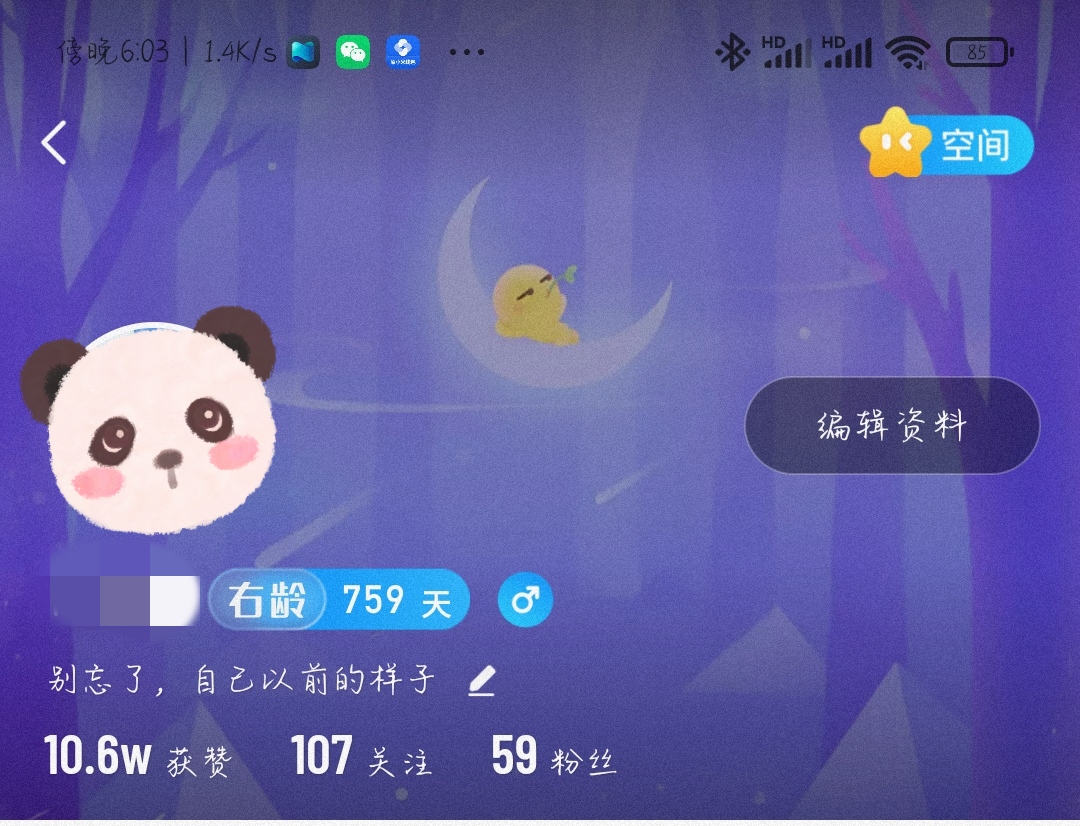 傍晚6:03 | 1.4K/s ... HD HD 85
空间
编辑资料
右龄 759 天
别忘了，自己以前的样子
10.6w 获赞 107 关注 59 粉丝